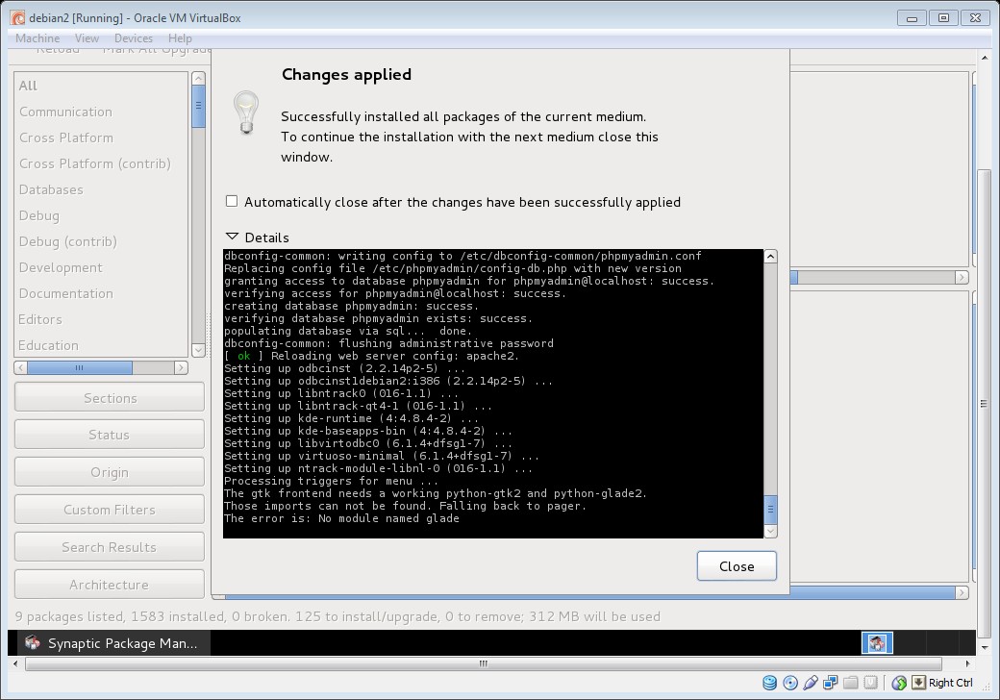 debian2 [Running] - Oracle VM VirtualBox
Machine View Devices Help
Reload Mark All Upgrade
All
Communication
Cross Platform
Cross Platform (contrib)
Databases
Debug
Debug (contrib)
Development
Documentation
Editors
Education
Sections
Status
Origin
Custom Filters
Search Results
Architecture
Changes applied
Successfully installed all packages of the current medium.
To continue the installation with the next medium close this
window.
Automatically close after the changes have been successfully applied
Details
dbconfig-common: writing config to /etc/dbconfig-common/phpmyadmin.conf
Replacing config file /etc/phpmyadmin/config-db.php with new version
granting access to database phpmyadmin for phpmyadmin@localhost: success.
verifying access for phpmyadmin@localhost: success.
creating database phpmyadmin: success.
verifying database phpmyadmin exists: success.
populating database via sql... done.
dbconfig-common: flushing administrative password
[ ok ] Reloading web server config: apache2.
Setting up odbcinst (2.2.14p2-5) ...
Setting up odbcinst1debian2:i386 (2.2.14p2-5) ...
Setting up libntrack0 (016-1.1) ...
Setting up libntrack-qt4-1 (016-1.1) ...
Setting up kde-runtime (4:4.8.4-2) ...
Setting up kde-baseapps-bin (4:4.8.4-2) ...
Setting up libvirtodbc0 (6.1.4+dfsg1-7) ...
Setting up virtuoso-minimal (6.1.4+dfsg1-7) ...
Setting up ntrack-module-libnl-0 (016-1.1) ...
Processing triggers for menu ...
The gtk frontend needs a working python-gtk2 and python-glade2.
Those imports can not be found. Falling back to pager.
The error is: No module named glade
Close
9 packages listed, 1583 installed, 0 broken. 125 to install/upgrade, 0 to remove; 312 MB will be used
Synaptic Package Man...
Right Ctrl